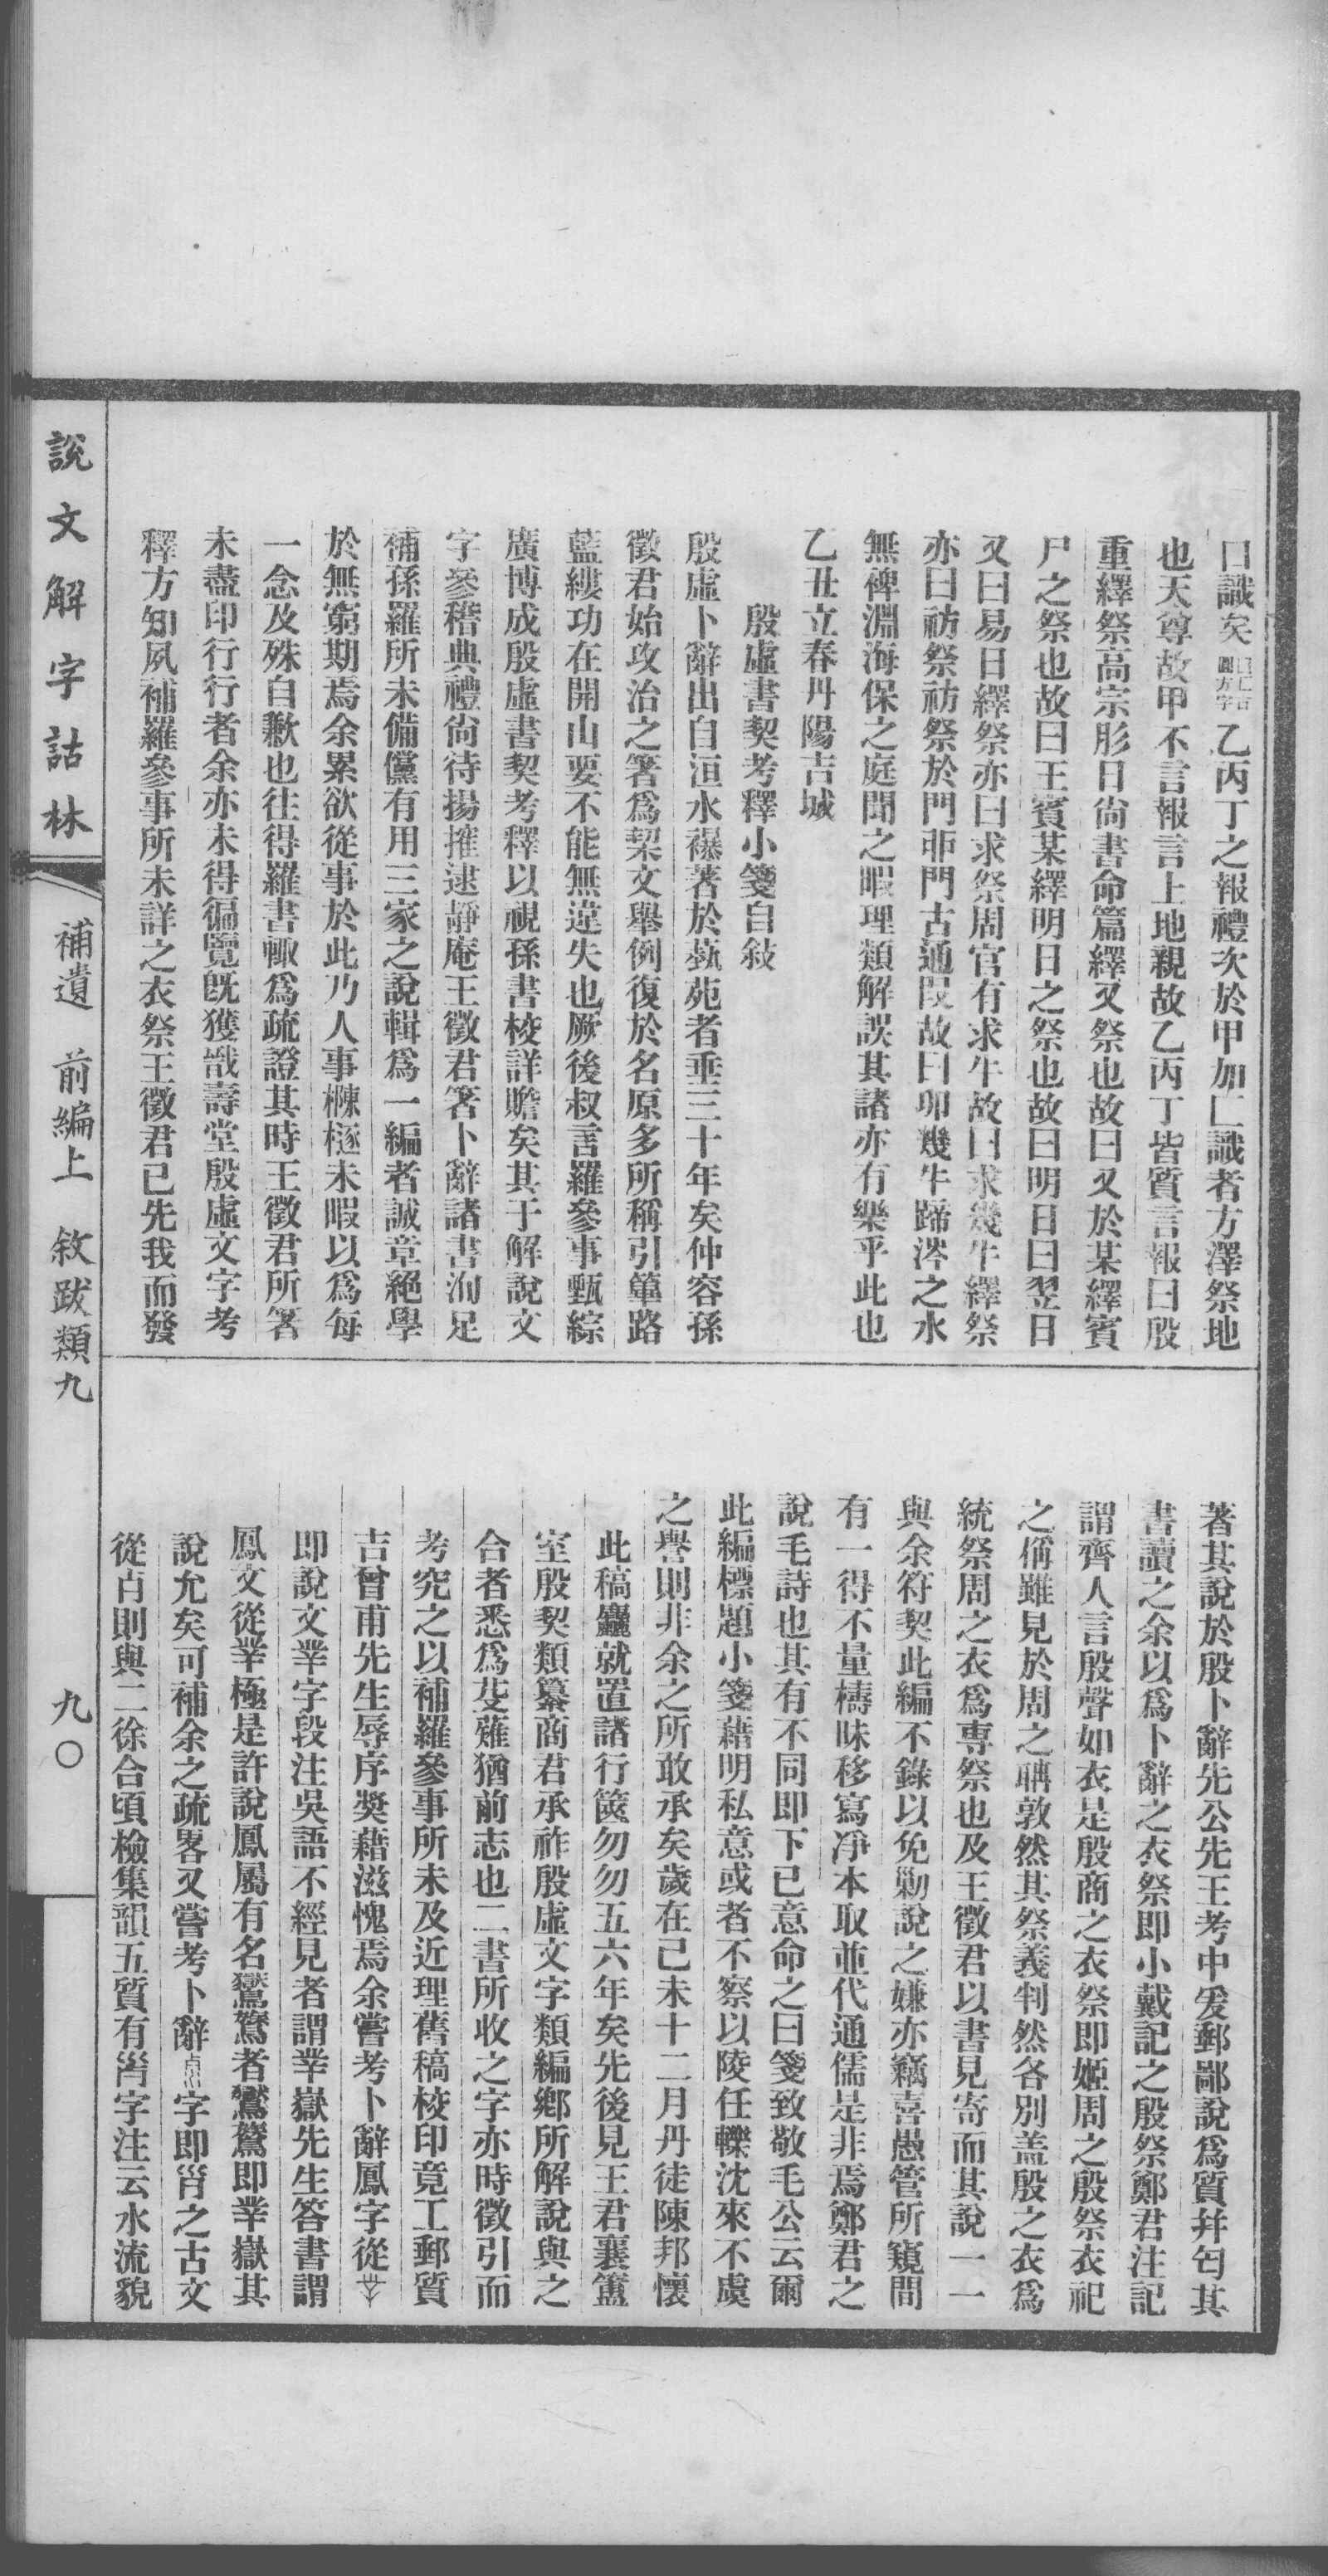 口識矣乙丙丁之報禮次於甲加匚識者方澤祭地
也天尊故甲不言報言上地親故乙丙丁皆質言報曰殷
重繹祭高宗肜日尙書命篇繹又祭也故曰又於某繹賓
尸之祭也故曰王賓某繹明日之祭也故曰明日曰翌日
又曰易日繹祭亦曰求祭周官有求牛故曰求幾牛繹祭
亦曰祊祭祊祭於門戼門古通叚故曰卯幾牛蹄涔之水
無裨淵海保之庭聞之暇理類解誤其諸亦有樂乎此也
乙丑立春丹陽吉城
殷虛書契考釋小箋自敍
殷虛卜辭出自洹水襮著於蓺苑者垂三十年矣仲容孫
徵君始攻治之箸爲栔文舉例復於名原多所稱引篳路
藍縷功在開山要不能無違失也厥後叔言羅參事甄綜
廣博成殷虛書契考釋以視孫書校詳贍矣其于解說文
字參稽典禮尙待揚搉逮靜庵王徵君箸卜辭諸書洵足
補孫羅所未備儻有用三家之說輯爲一編者誠章絕學
於無窮期焉余累欲從事於此乃人事樕樕未暇以爲每
一念及殊自歉也往得羅書輙爲疏證其時王徵君所箸
未盡印行行者余亦未得徧覽旣獲戩壽堂殷虛文字考
釋方知夙補羅參事所未詳之衣祭王徵君已先我而發
著其說於殷卜辭先公先王考中爰郵鄙說爲質并匄其
書讀之余以爲卜辭之衣祭即小戴記之殷祭鄭君注記
謂齊人言殷聲如衣是殷商之衣祭即姬周之殷祭衣祀
之偁雖見於周之聃敦然其祭義判然各別盖殷之衣爲
統祭周之衣爲專祭也及王徵君以書見寄而其說一一
與余符契此編不錄以免勦說之嫌亦竊喜愚管所窺間
有一得不量檮昧移寫淨本取並代通儒是非焉鄭君之
說毛詩也其有不同即下已意命之曰箋致敬毛公云爾
此編標題小箋藉明私意或者不察以陵任轢沈來不虞
之譽則非余之所敢承矣歲在己未十二月丹徒陳邦懷
此稿麤就置諸行篋勿勿五六年矣先後見王君襄簠
室殷契類纂商君承祚殷虛文字類編鄉所解說與之
合者悉爲芟薙猶前志也二書所收之字亦時徵引而
考究之以補羅參事所未及近理舊稿校印竟工郵質
吉曾甫先生辱序奬藉滋愧焉余嘗考卜辭鳳字從
即說文丵字段注吳語不經見者謂丵嶽先生答書謂
鳳文從丵極是許說鳳屬有名鸑鷟者鸑鷟即丵嶽其
說允矣可補余之疏畧又嘗考卜辭字即㕡之古文
從㱿則與二徐合頃檢集韻五質有㳻字注云水流貌
說文解字詁林
補遺 前編上 敘跋類九
九〇